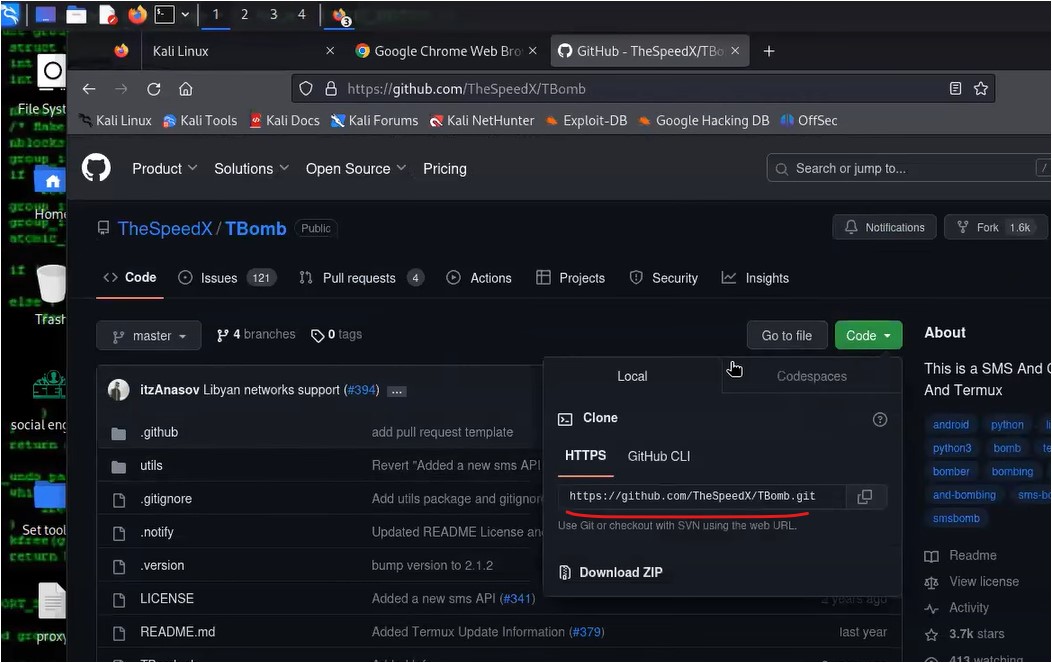 1 2 3 4 3
Kali Linux × Google Chrome Web Bro × GitHub - TheSpeedX/TBo × +
https://github.com/TheSpeedX/TBomb
Kali Linux Kali Tools Kali Docs Kali Forums Kali NetHunter Exploit-DB Google Hacking DB OffSec
File Syst
Product Solutions Open Source Pricing Search or jump to... /
Home
TheSpeedX / TBomb Public Notifications Fork 1.6k
Code Issues 121 Pull requests 4 Actions Projects Security Insights
Trash
master 4 branches 0 tags Go to file Code About
This is a SMS And C
And Termux
Local Codespaces
itzAnasov Libyan networks support (#394) ...
Clone
social eng
android python li
.github add pull request template
python3 bomb te
HTTPS GitHub CLI
utils Revert "Added a new sms API
bomber bombing
.gitignore Add utils package and gitignor
https://github.com/TheSpeedX/TBomb.git
and-bombing sms-bo
smsbomb
Use Git or checkout with SVN using the web URL.
Set tool
.notify Updated README License an
Readme
.version bump version to 2.1.2
Download ZIP
View license
LICENSE Added a new sms API (#341) 2 years ago
Activity
README.md Added Termux Update Information (#379) last year
3.7k stars
proxy
413 watching